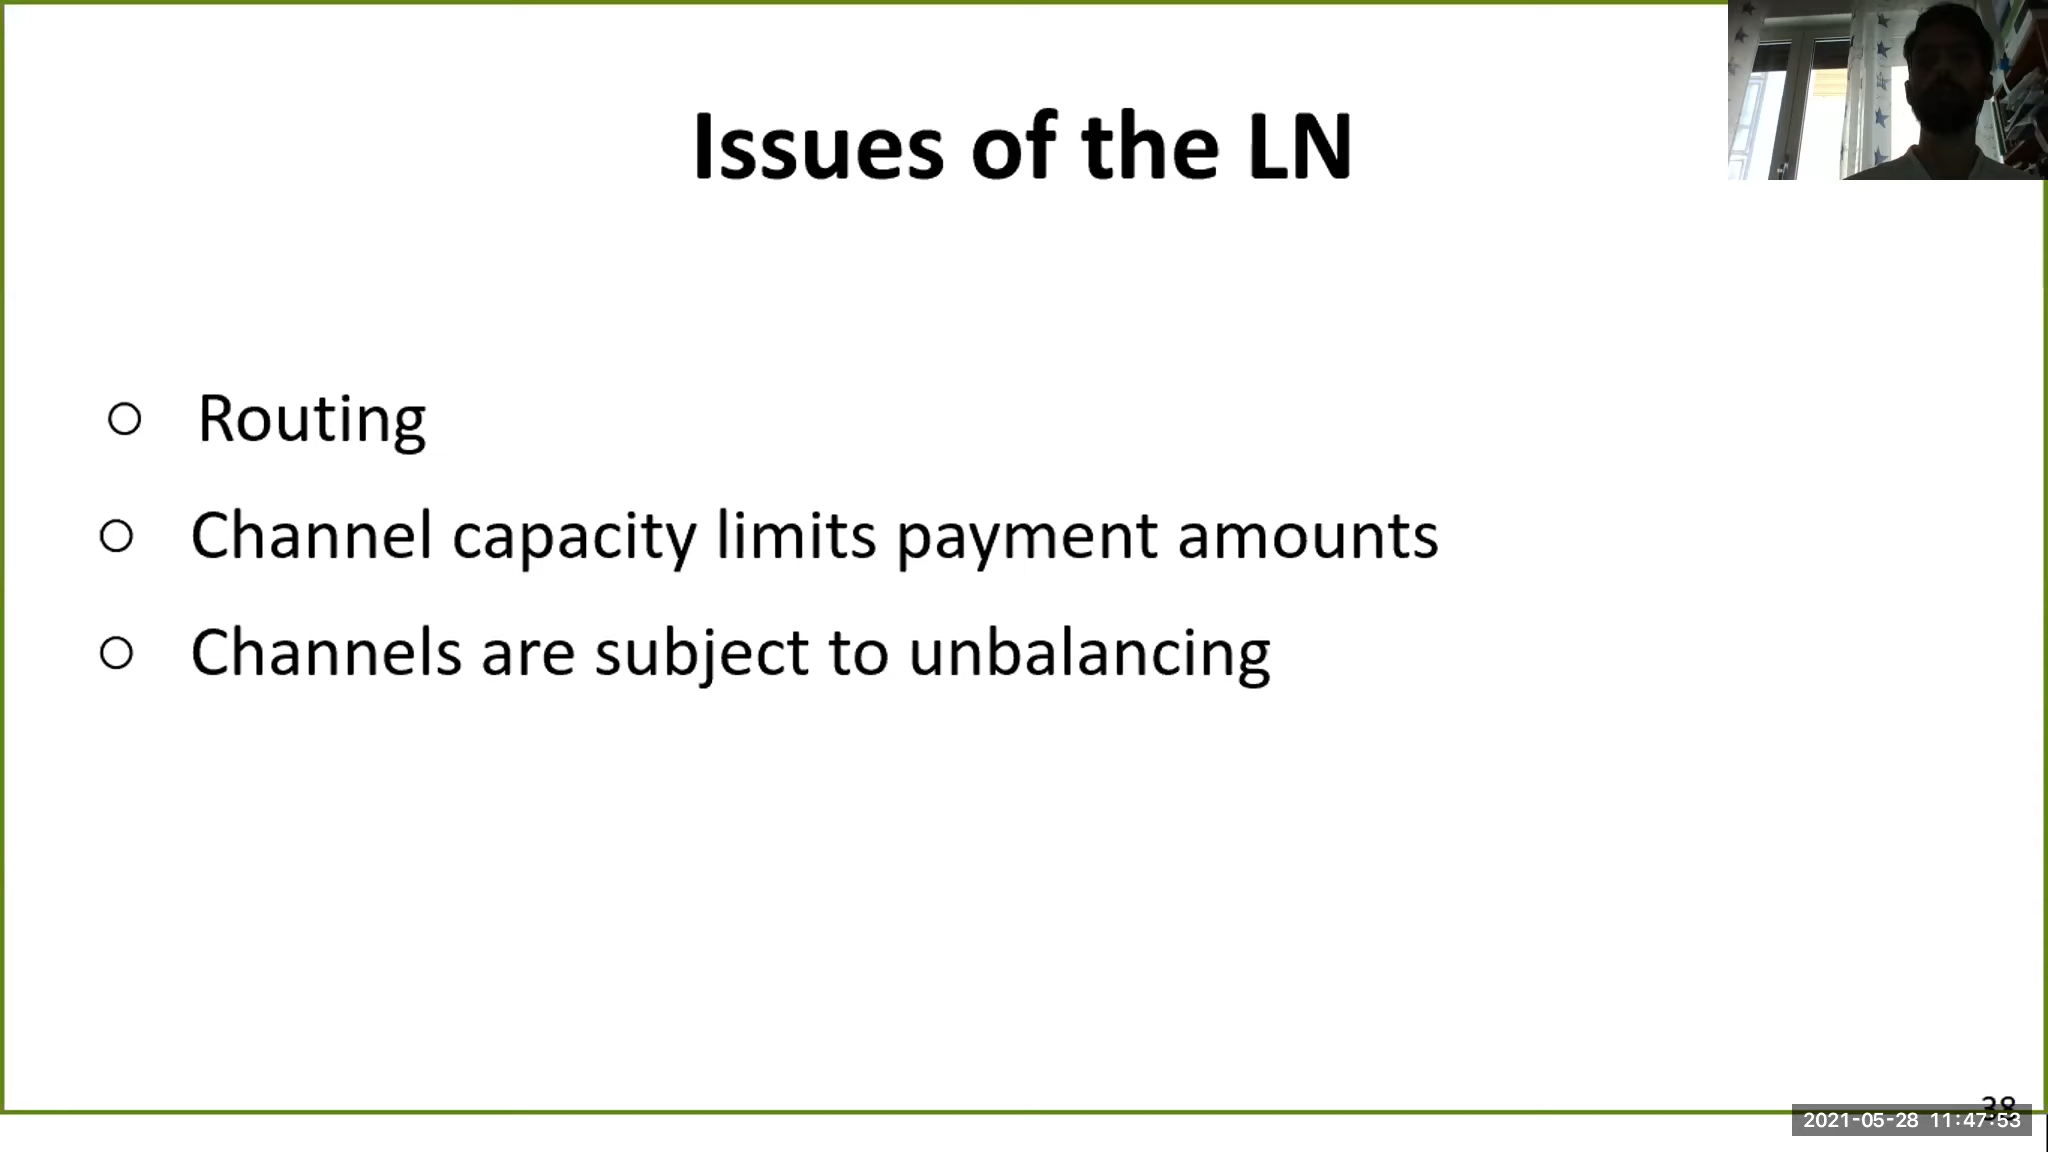 Issues of the LN
○ Routing
○ Channel capacity limits payment amounts
○ Channels are subject to unbalancing
38
2021-05-28 11:47:53